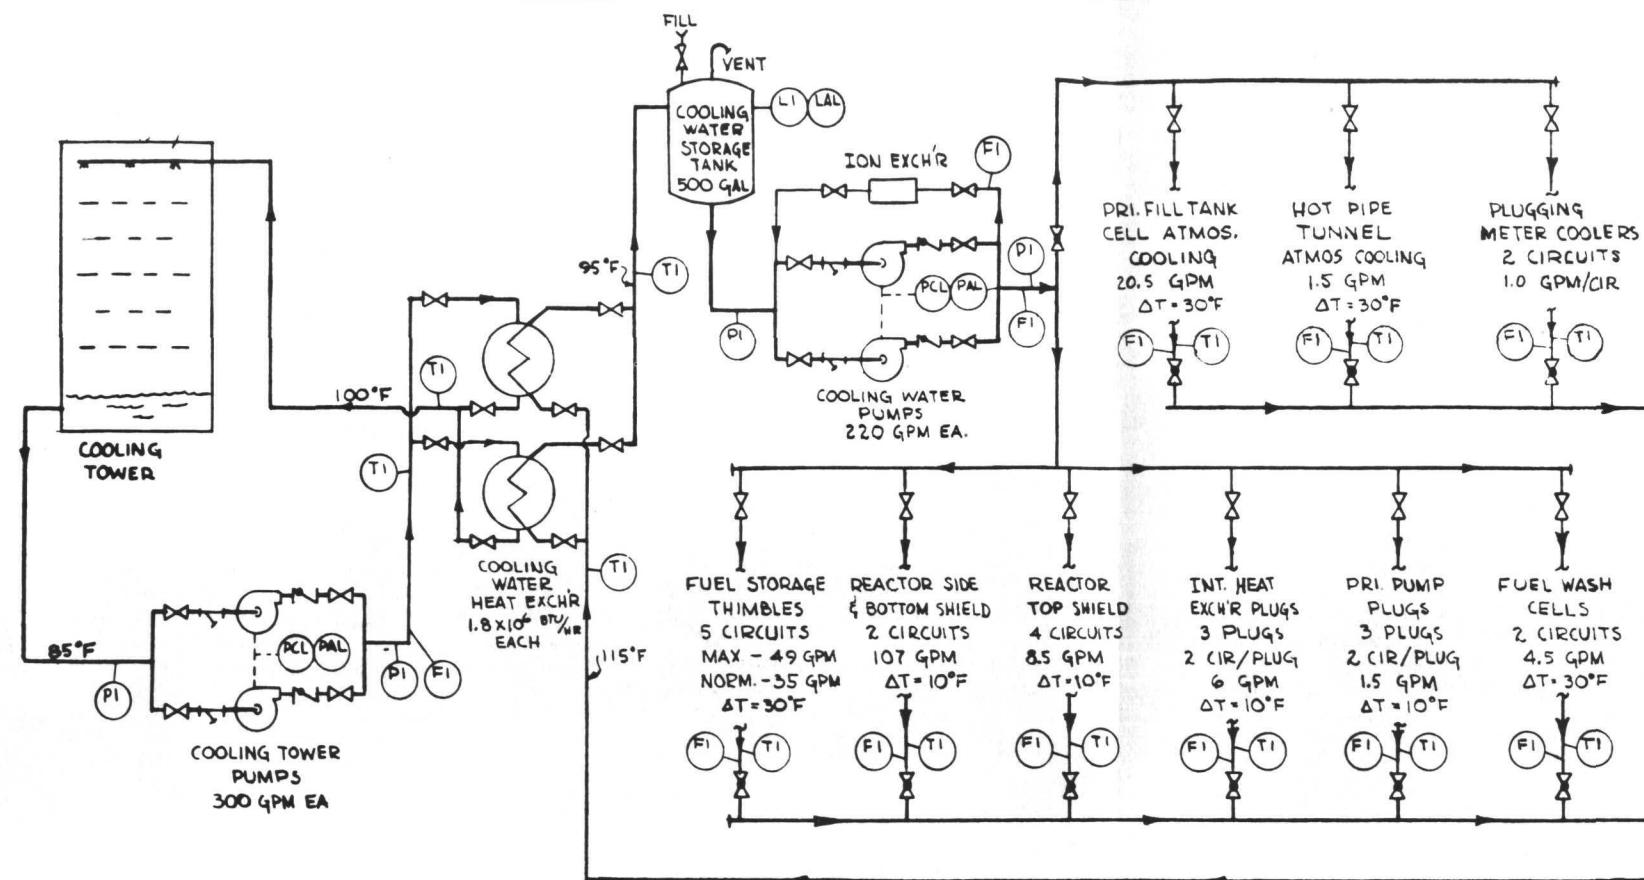 FILL
VENT
LI
LAL
COOLING
WATER
STORAGE
TANK
500 GAL
ION EXCH'R
FI
PCL
PAL
PI
FI
PI
COOLING WATER
PUMPS
220 GPM EA.
95°F
TI
PRI. FILL TANK
CELL ATMOS.
COOLING
20.5 GPM
ΔT = 30°F
FI
TI
HOT PIPE
TUNNEL
ATMOS COOLING
1.5 GPM
ΔT = 30°F
FI
TI
PLUGGING
METER COOLERS
2 CIRCUITS
1.0 GPM/CIR
FI
TI
COOLING
TOWER
100°F
TI
TI
85°F
PI
PCL
PAL
PI
FI
COOLING TOWER
PUMPS
300 GPM EA
COOLING
WATER
HEAT EXCH'R
1.8 X 10⁶ BTU/HR
EACH
TI
115°F
FUEL STORAGE
THIMBLES
5 CIRCUITS
MAX. - 49 GPM
NORM. - 35 GPM
ΔT = 30°F
FI
TI
REACTOR SIDE
& BOTTOM SHIELD
2 CIRCUITS
107 GPM
ΔT = 10°F
FI
TI
REACTOR
TOP SHIELD
4 CIRCUITS
8.5 GPM
ΔT = 10°F
FI
TI
INT. HEAT
EXCH'R PLUGS
3 PLUGS
2 CIR/PLUG
6 GPM
ΔT = 10°F
FI
TI
PRI. PUMP
PLUGS
3 PLUGS
2 CIR/PLUG
1.5 GPM
ΔT = 10°F
FI
TI
FUEL WASH
CELLS
2 CIRCUITS
4.5 GPM
ΔT = 30°F
FI
TI